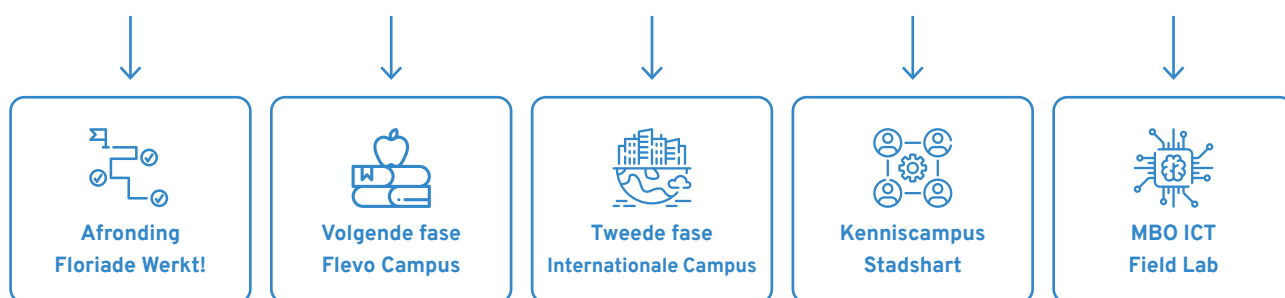 Afronding
Floriade Werkt!
Volgende fase
Flevo Campus
Tweede fase
Internationale Campus
Kenniscampus
Stadshart
MBO ICT
Field Lab